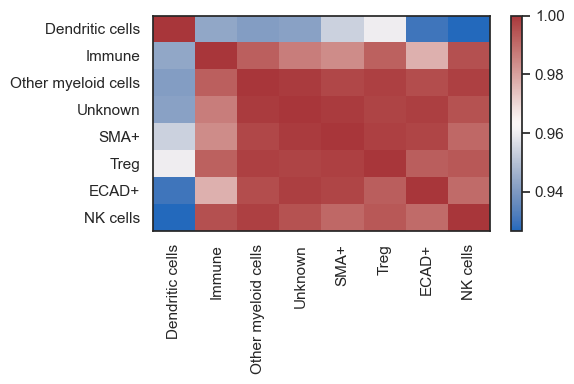 Dendritic cells
Immune
Other myeloid cells
Unknown
SMA+
Treg
ECAD+
NK cells
1.00
0.98
0.96
0.94
Dendritic cells
Immune
Other myeloid cells
Unknown
SMA+
Treg
ECAD+
NK cells